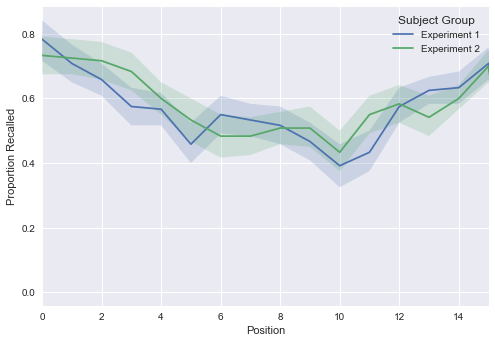 Subject Group
Experiment 1
Experiment 2
Proportion Recalled
0.8
0.6
0.4
0.2
0.0
0 2 4 6 8 10 12 14
Position